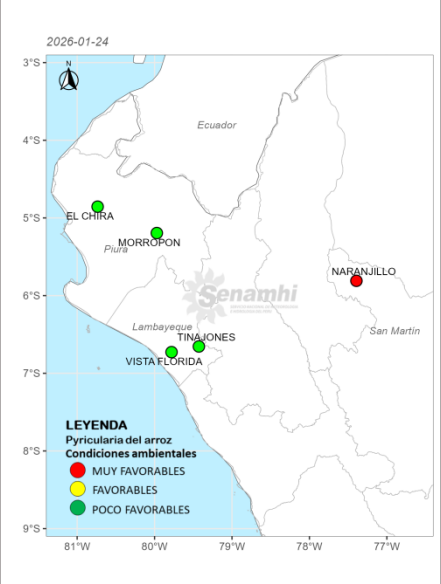 2026-01-24
3°S
N
4°S
Ecuador
5°S
EL CHIRA
MORROPON
Piura
NARANJILLO
6°S
Senamhi
Lambayeque
TINAJONES
San Martín
VISTA FLORIDA
7°S
LEYENDA
Pyricularia del arroz
Condiciones ambientales
8°S
MUY FAVORABLES
FAVORABLES
POCO FAVORABLES
9°S
81°W 80°W 79°W 78°W 77°W